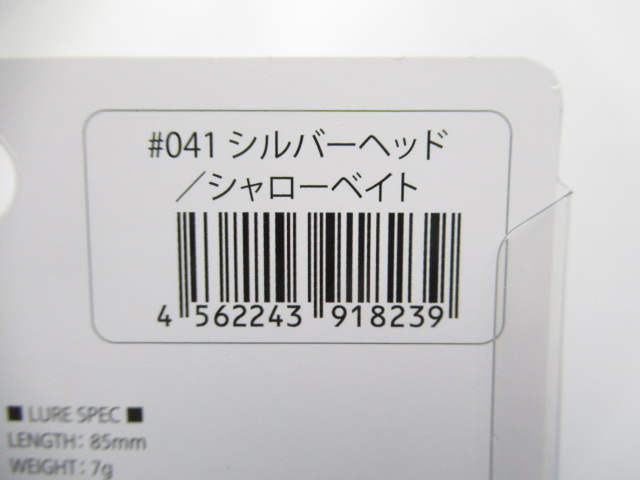 #041 シルバーヘッド
／シャローベイト
4 562243 918239
■ LURE SPEC ■
LENGTH: 85mm
WEIGHT: 7g